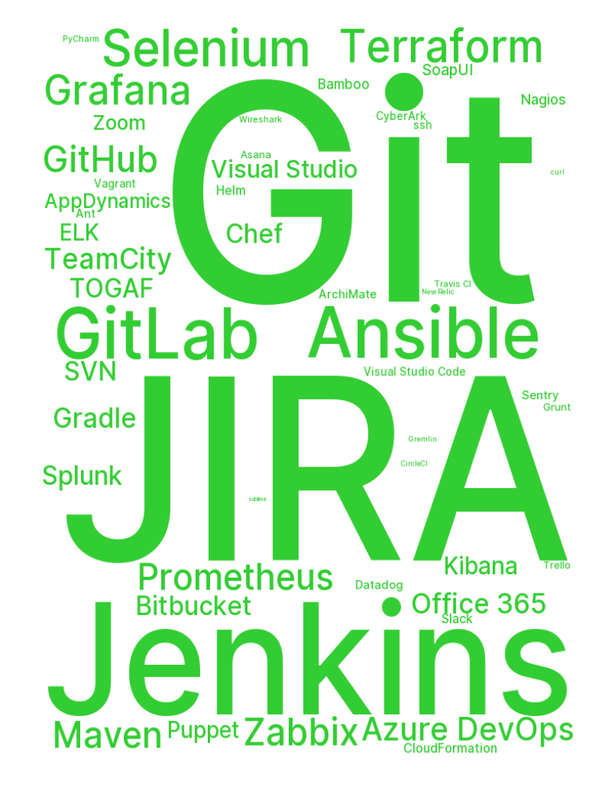 PyCharm
Selenium
Terraform
SoapUI
Grafana
Bamboo
Nagios
Zoom
Wireshark
CyberArk
ssh
Git
GitHub
Asana
Visual Studio
curl
Vagrant
Helm
AppDynamics
Ant
ELK
Chef
TeamCity
TOGAF
ArchiMate
Travis CI
New Relic
GitLab
Ansible
SVN
Visual Studio Code
Sentry
Grunt
Gradle
JIRA
Gremlin
CircleCI
Splunk
Prometheus
Kibana
Trello
Datadog
Bitbucket
Office 365
Slack
Jenkins
Maven
Puppet
Zabbix
Azure DevOps
CloudFormation